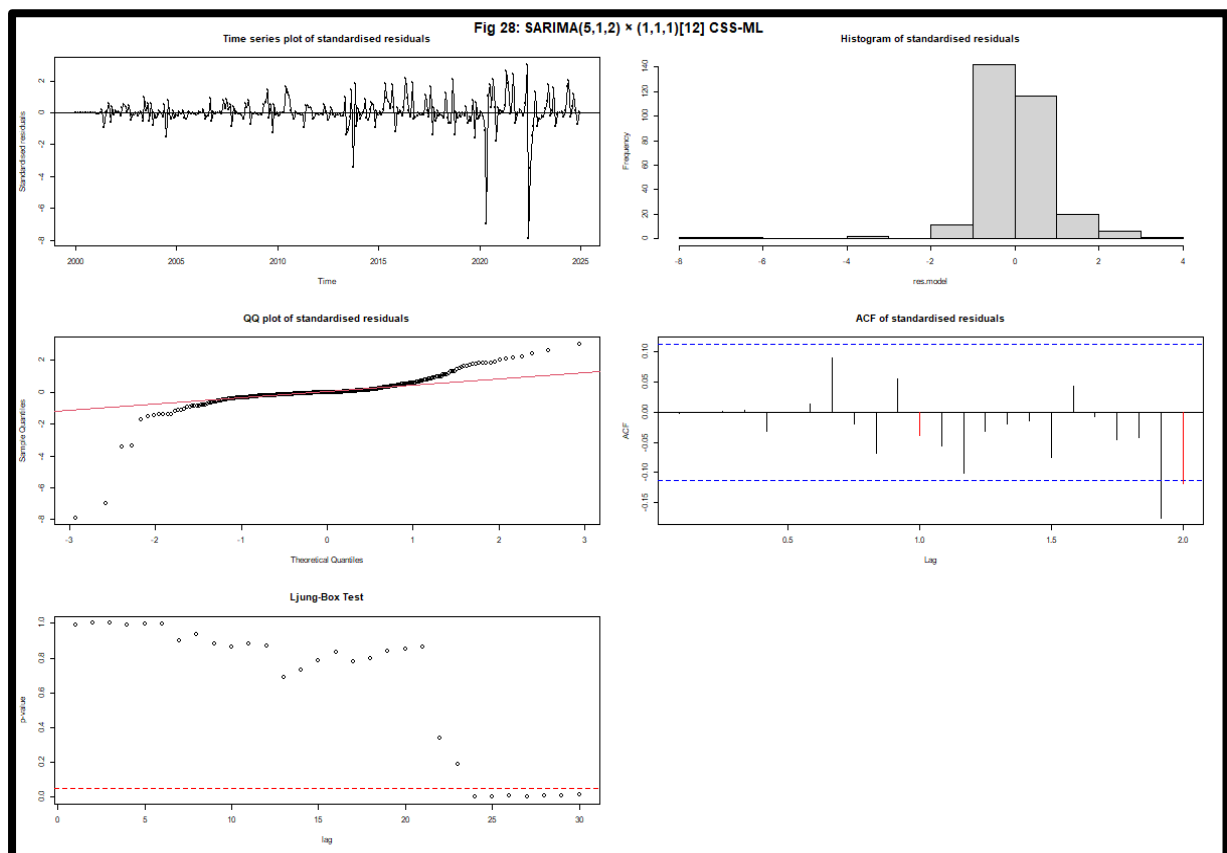 Fig 28: SARIMA(5,1,2) × (1,1,1)[12] CSS-ML
Time series plot of standardised residuals
Standardised residuals
2
0
-2
-4
-6
-8
2000 2005 2010 2015 2020 2025
Time
Histogram of standardised residuals
Frequency
140
120
100
80
60
40
20
0
-8 -6 -4 -2 0 2 4
res.model
QQ plot of standardised residuals
Sample Quantiles
2
0
-2
-4
-6
-8
-3 -2 -1 0 1 2 3
Theoretical Quantiles
ACF of standardised residuals
ACF
0.10
0.05
0.00
-0.05
-0.10
-0.15
0.5 1.0 1.5 2.0
Lag
Ljung-Box Test
p-value
1.0
0.8
0.6
0.4
0.2
0.0
0 5 10 15 20 25 30
lag